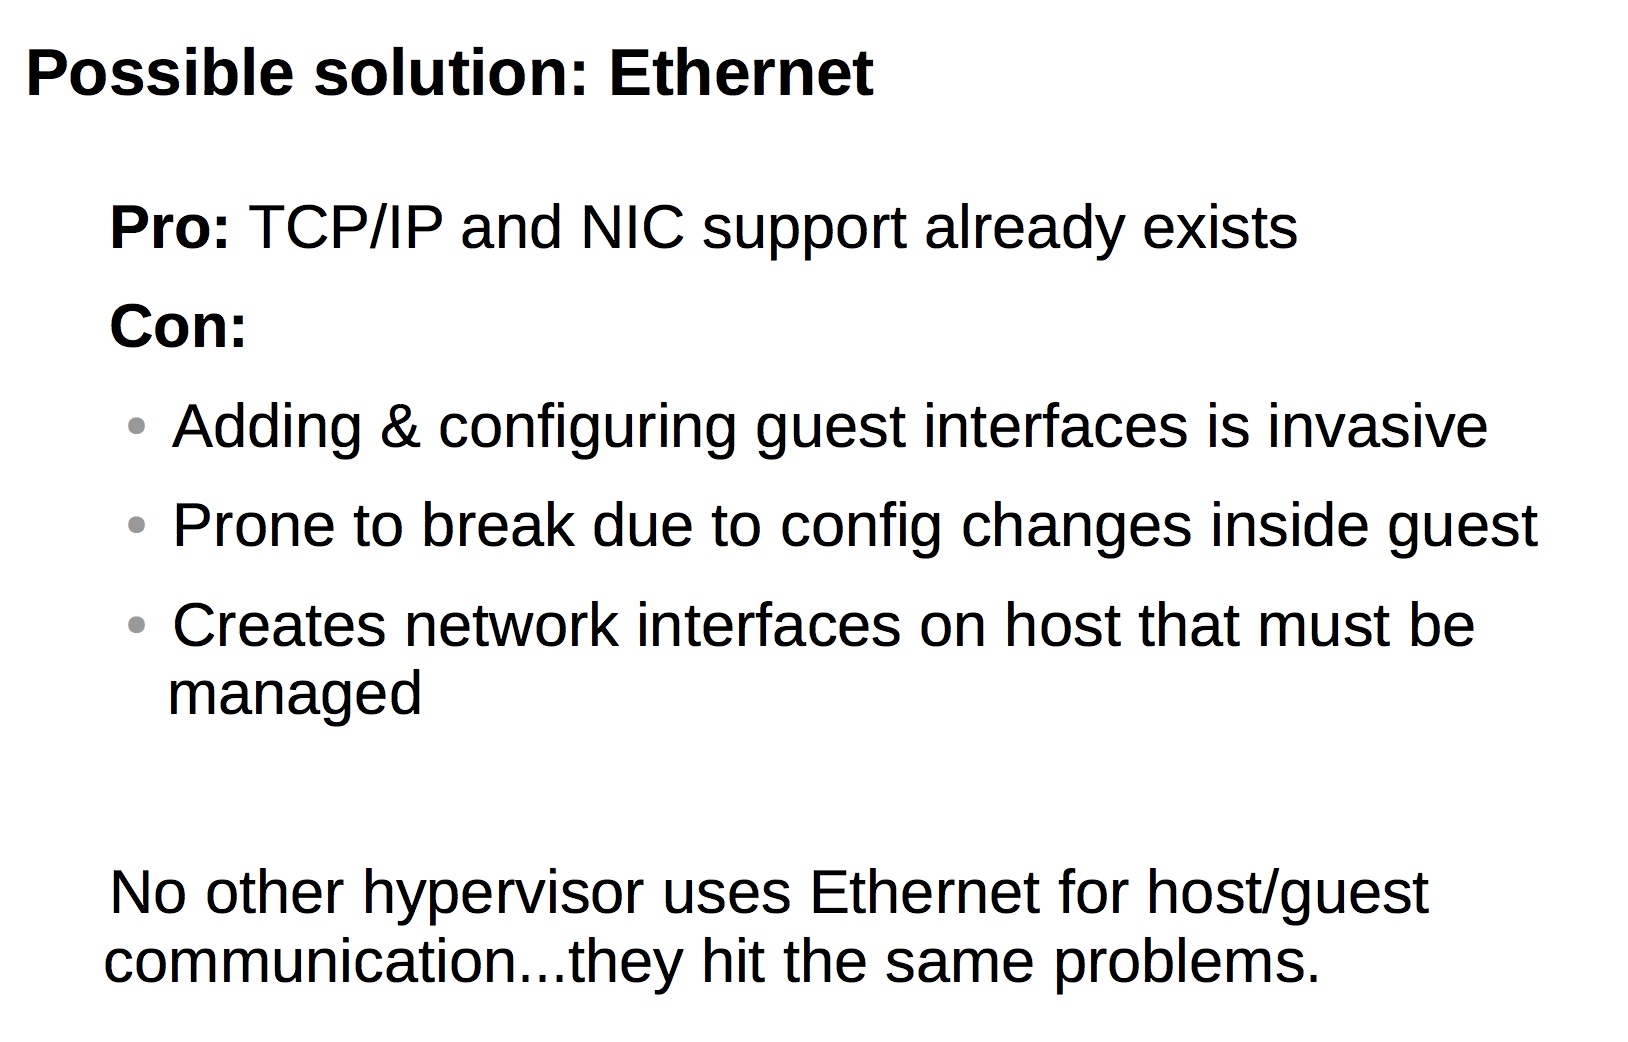 Possible solution: Ethernet
Pro: TCP/IP and NIC support already exists
Con:
• Adding & configuring guest interfaces is invasive
• Prone to break due to config changes inside guest
• Creates network interfaces on host that must be
managed
No other hypervisor uses Ethernet for host/guest
communication...they hit the same problems.